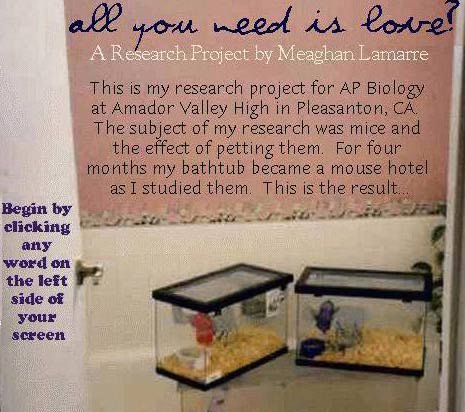 all you need is love?
A Research Project by Meaghan Lamarre
This is my research project for AP Biology
at Amador Valley High in Pleasanton, CA.
The subject of my research was mice and
the effect of petting them.  For four
months my bathtub became a mouse hotel
as I studied them.  This is the result...
Begin by
clicking
any
word on
the left
side of
your
screen